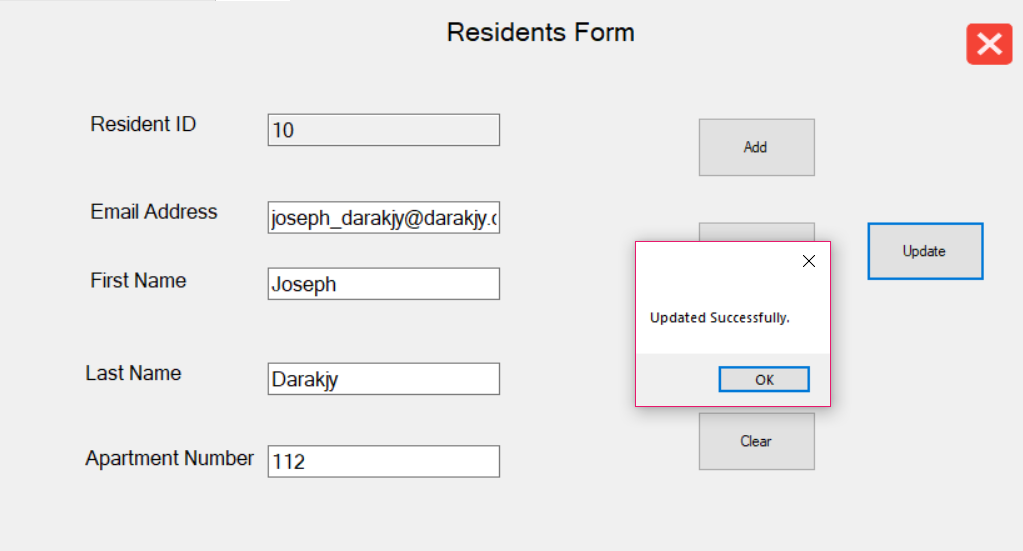 Residents Form
Resident ID
10
Add
Email Address
joseph_darakjy@darakjy.
Update
First Name
Joseph
Updated Successfully.
OK
Last Name
Darakjy
Clear
Apartment Number
112